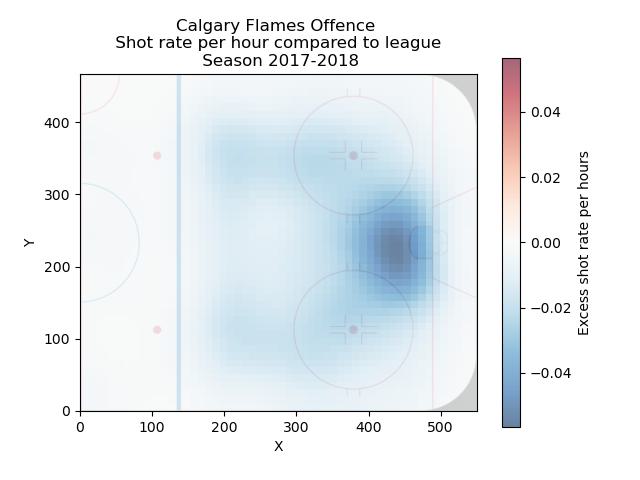 Calgary Flames Offence
Shot rate per hour compared to league
Season 2017-2018
400
300
200
100
0
Y
0 100 200 300 400 500
X
0.04
0.02
0.00
−0.02
−0.04
Excess shot rate per hours